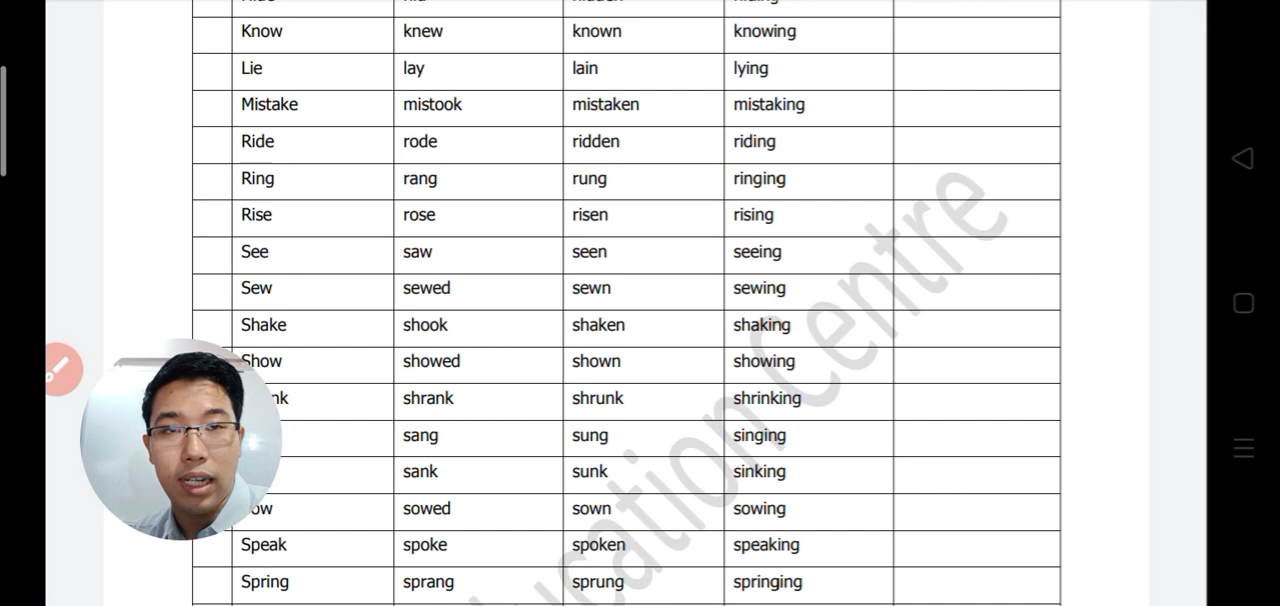 Know knew known knowing
Lie lay lain lying
Mistake mistook mistaken mistaking
Ride rode ridden riding
Ring rang rung ringing
Rise rose risen rising
See saw seen seeing
Sew sewed sewn sewing
Shake shook shaken shaking
Show showed shown showing
nk shrank shrunk shrinking
sang sung singing
sank sunk sinking
ow sowed sown sowing
Speak spoke spoken speaking
Spring sprang sprung springing
ucation Centre